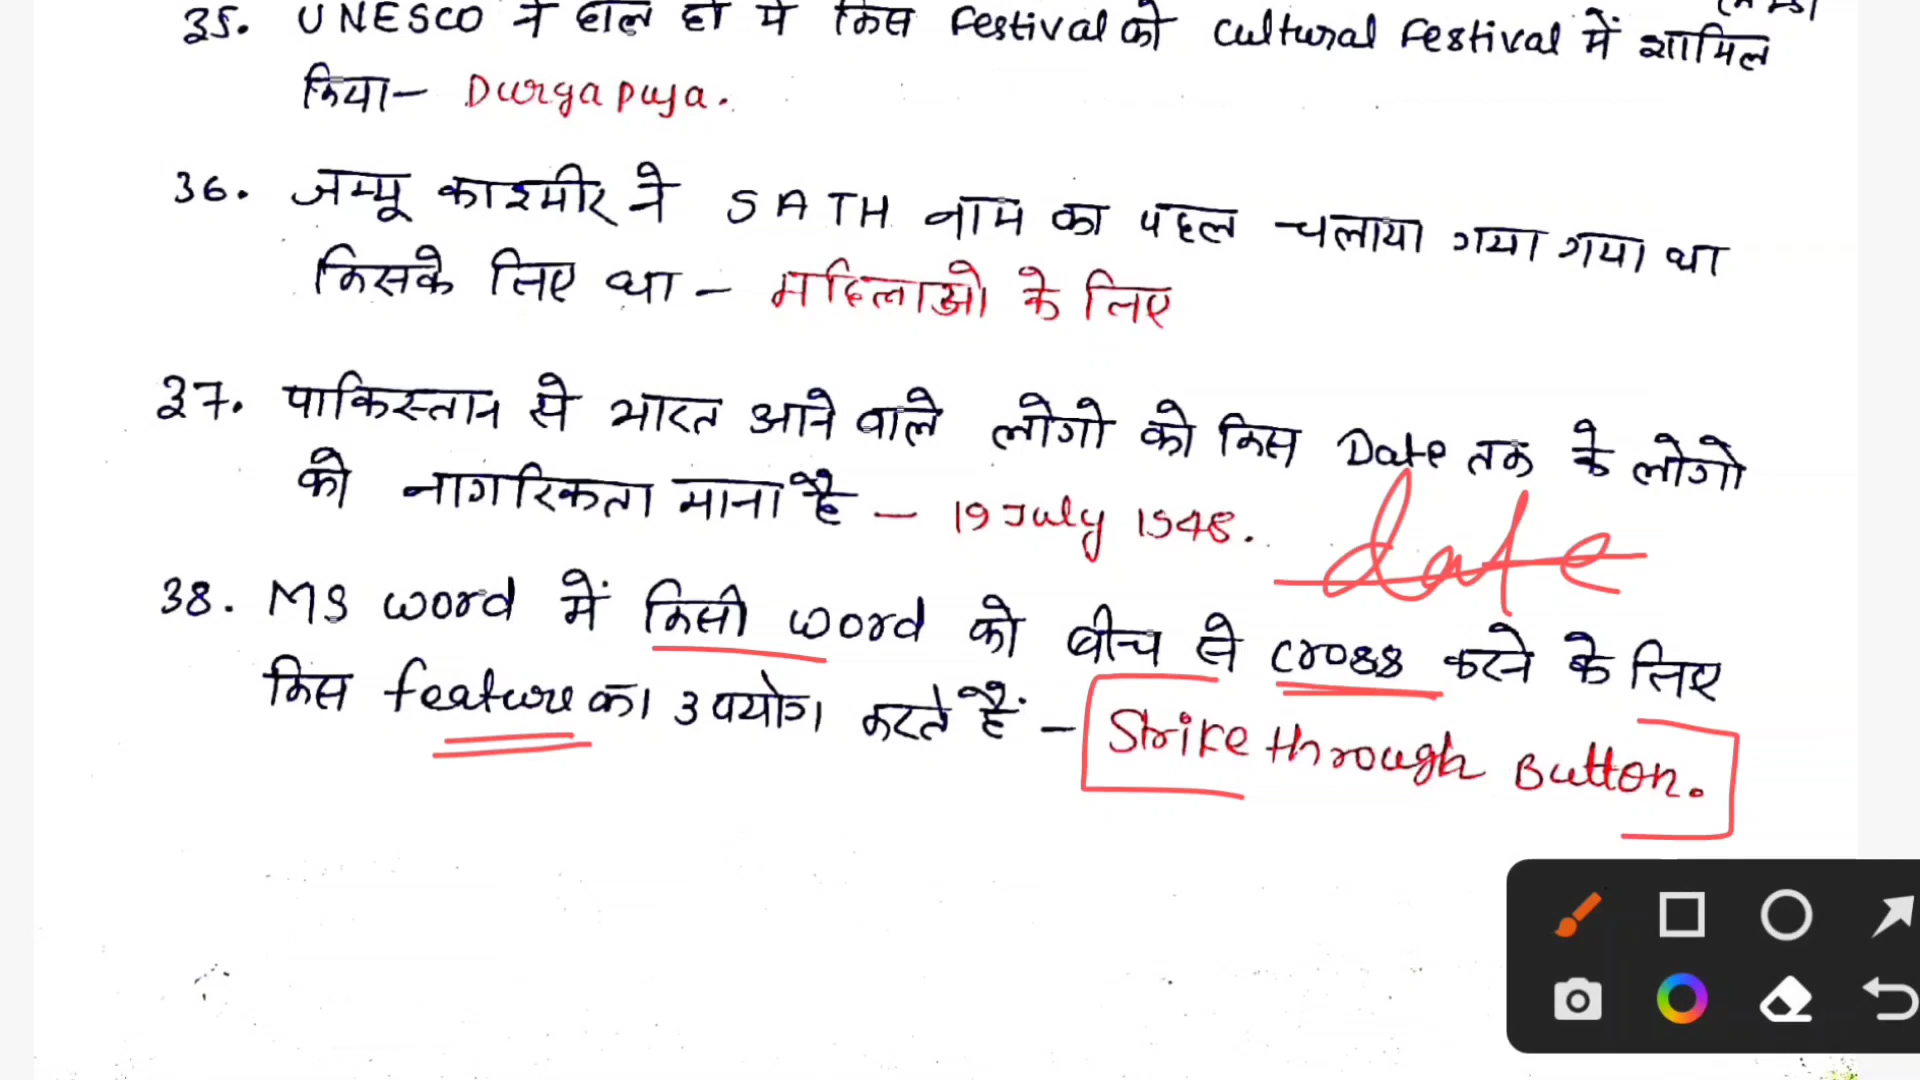 35. UNESCO ने हाल ही में किस Festival को Cultural Festival में शामिल
किया- Durga puja.
36. जम्मू काश्मीर ने SATH नाम का पहल चलाया गया गया था
किसके लिए था - महिलाओ के लिए
37. पाकिस्तान से भारत आने वाले लोगो को किस Date तक के लोगो
को नागरिकता माना है - 19 July 1948.
date
38. MS word में किसी word को बीच से cross करने के लिए
किस feature का उपयोग करते हैं - Strike through Button.